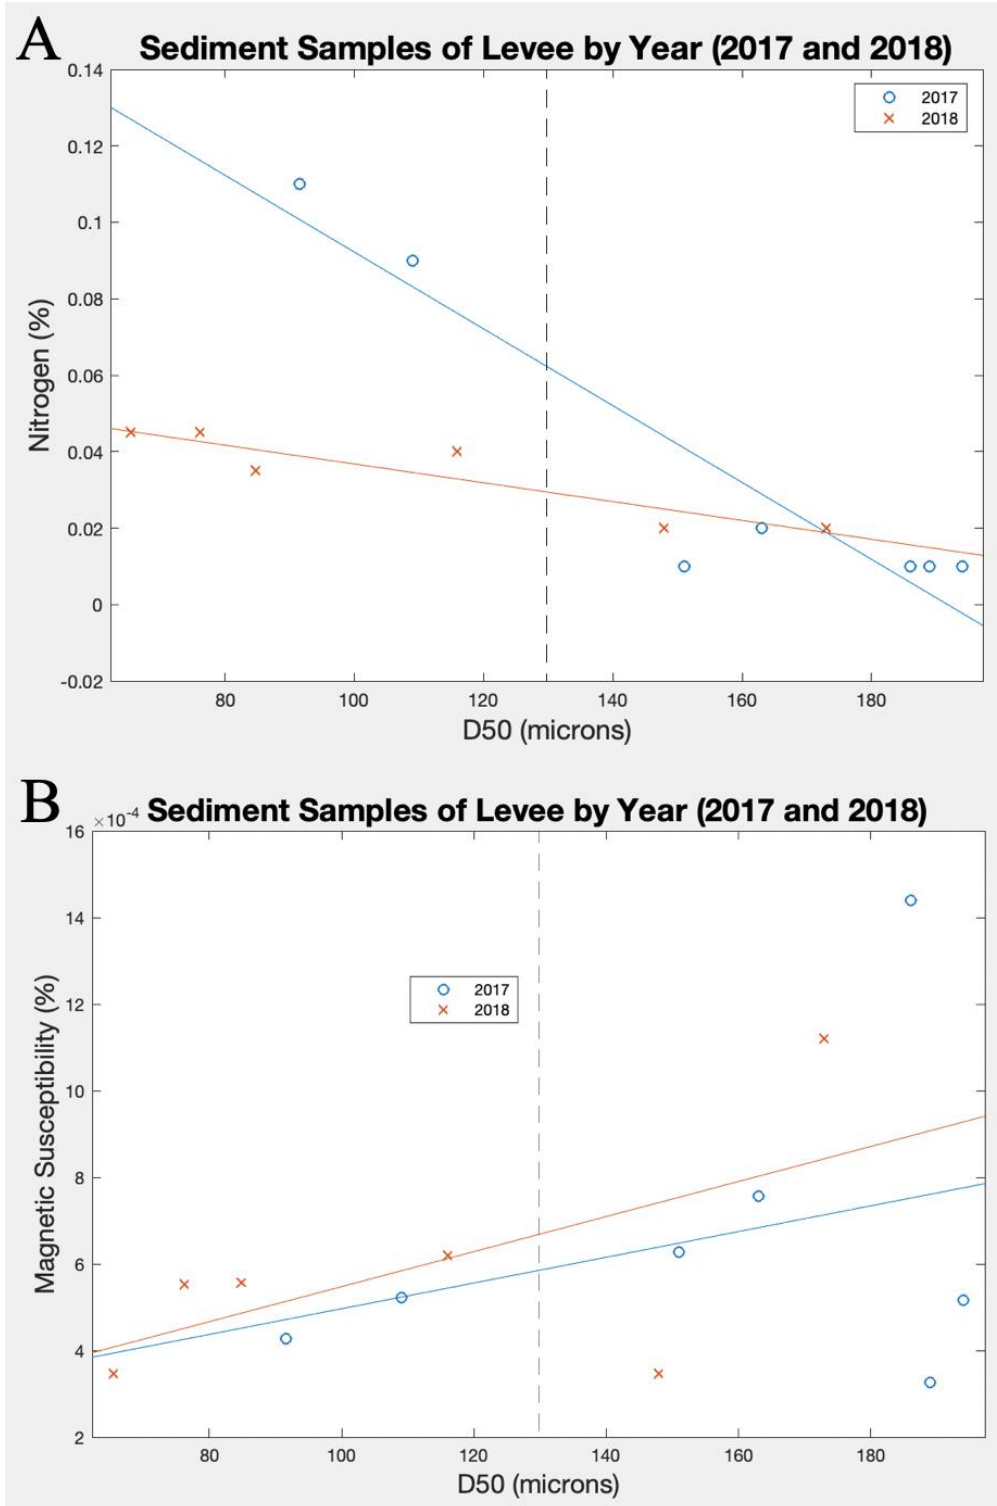 A
Sediment Samples of Levee by Year (2017 and 2018)
0.14
0.12
0.1
0.08
0.06
0.04
0.02
0
-0.02
Nitrogen (%)
2017
2018
80 100 120 140 160 180
D50 (microns)
B
×10-4 Sediment Samples of Levee by Year (2017 and 2018)
16
14
12
10
8
6
4
2
Magnetic Susceptibility (%)
2017
2018
80 100 120 140 160 180
D50 (microns)